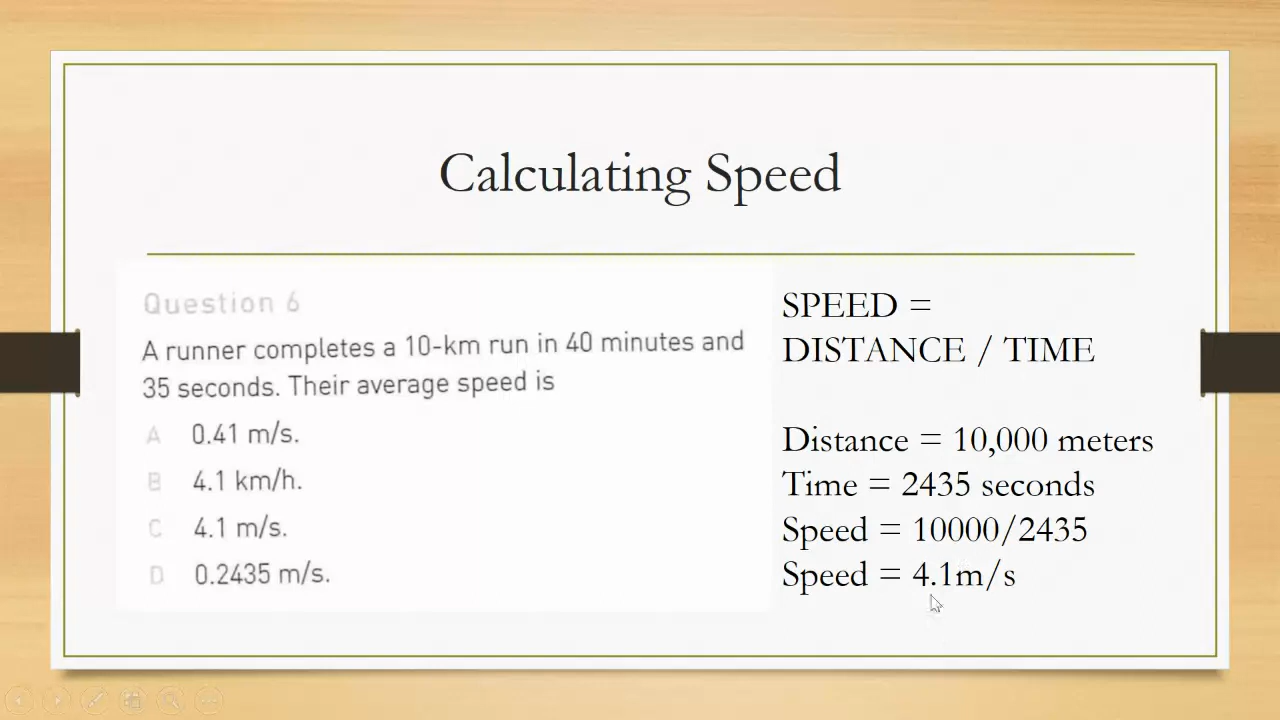 Calculating Speed
Question 6
A runner completes a 10-km run in 40 minutes and
35 seconds. Their average speed is
A 0.41 m/s.
B 4.1 km/h.
C 4.1 m/s.
D 0.2435 m/s.
SPEED =
DISTANCE / TIME
Distance = 10,000 meters
Time = 2435 seconds
Speed = 10000/2435
Speed = 4.1m/s